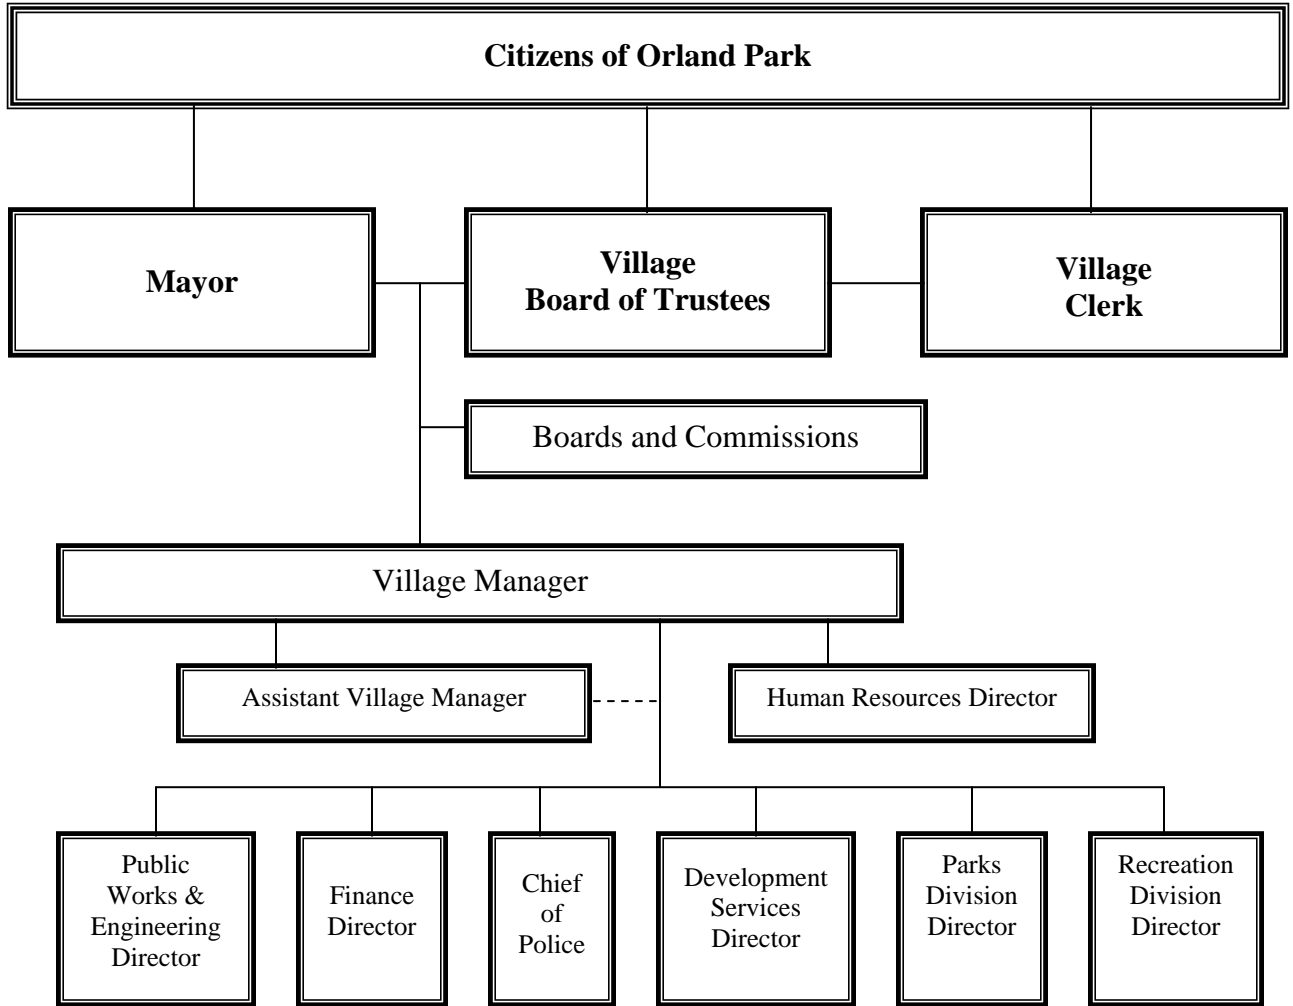 Citizens of Orland Park
Mayor
Village
Board of Trustees
Village
Clerk
Boards and Commissions
Village Manager
Assistant Village Manager
Human Resources Director
Public
Works &
Engineering
Director
Finance
Director
Chief
of
Police
Development
Services
Director
Parks
Division
Director
Recreation
Division
Director